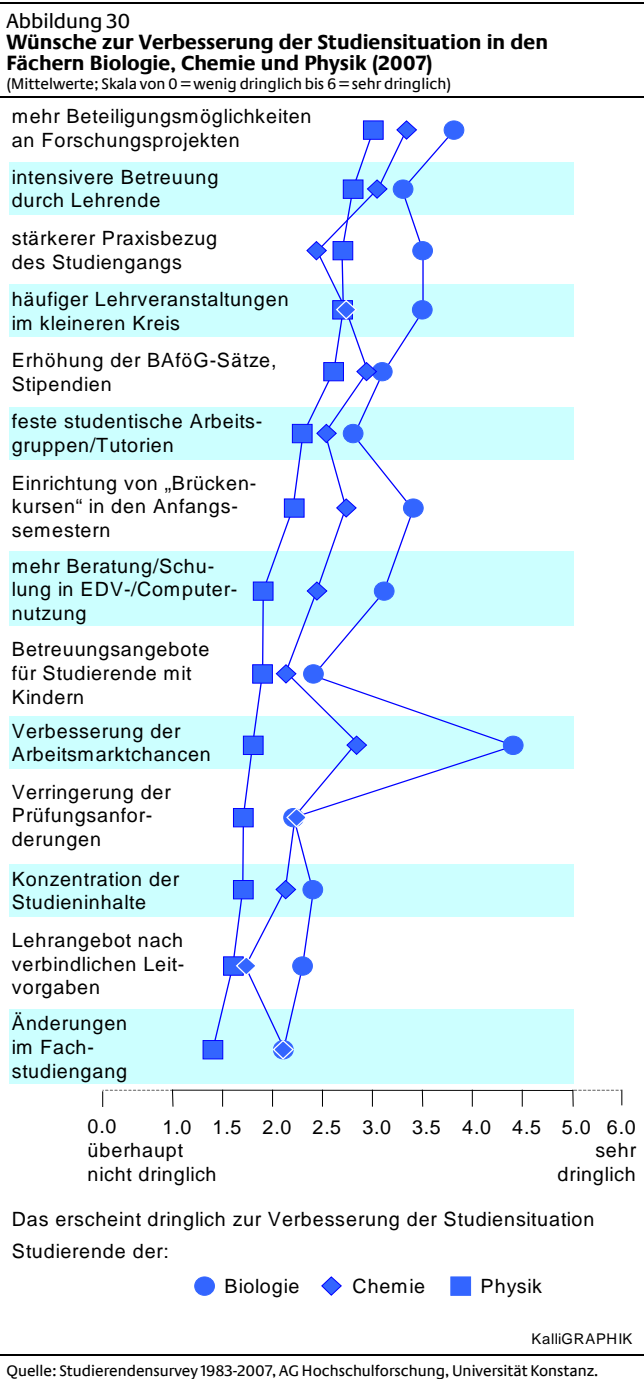 Abbildung 30
Wünsche zur Verbesserung der Studiensituation in den
Fächern Biologie, Chemie und Physik (2007)
(Mittelwerte; Skala von 0 = wenig dringlich bis 6 = sehr dringlich)
mehr Beteiligungsmöglichkeiten
an Forschungsprojekten
intensivere Betreuung
durch Lehrende
stärkerer Praxisbezug
des Studiengangs
häufiger Lehrveranstaltungen
im kleineren Kreis
Erhöhung der BAföG-Sätze,
Stipendien
feste studentische Arbeits-
gruppen/Tutorien
Einrichtung von „Brücken-
kursen“ in den Anfangs-
semestern
mehr Beratung/Schu-
lung in EDV-/Computer-
nutzung
Betreuungsangebote
für Studierende mit
Kindern
Verbesserung der
Arbeitsmarktchancen
Verringerung der
Prüfungsanfor-
derungen
Konzentration der
Studieninhalte
Lehrangebot nach
verbindlichen Leit-
vorgaben
Änderungen
im Fach-
studiengang
0.0 1.0 1.5 2.0 2.5 3.0 3.5 4.0 4.5 5.0 6.0
überhaupt sehr
nicht dringlich dringlich
Das erscheint dringlich zur Verbesserung der Studiensituation
Studierende der:
Biologie Chemie Physik
KalliGRAPHIK
Quelle: Studierendensurvey 1983-2007, AG Hochschulforschung, Universität Konstanz.